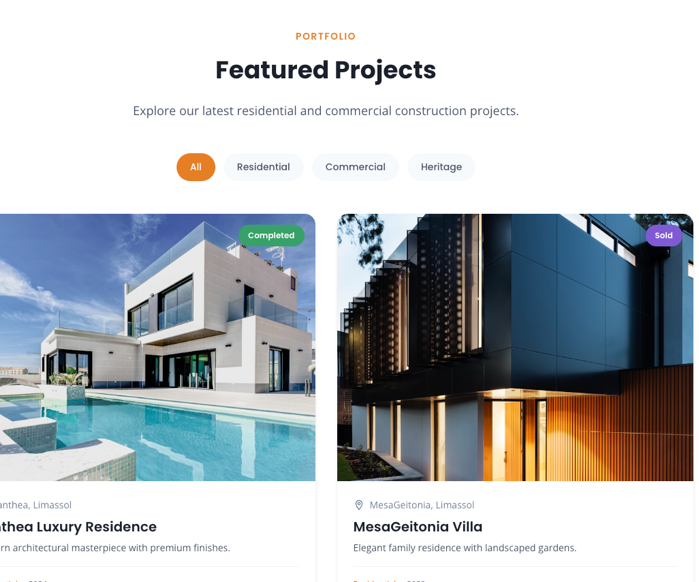 PORTFOLIO
Featured Projects
Explore our latest residential and commercial construction projects.
All Residential Commercial Heritage
Completed
Sold
anthea, Limassol
thea Luxury Residence
rn architectural masterpiece with premium finishes.
MesaGeitonia, Limassol
MesaGeitonia Villa
Elegant family residence with landscaped gardens.